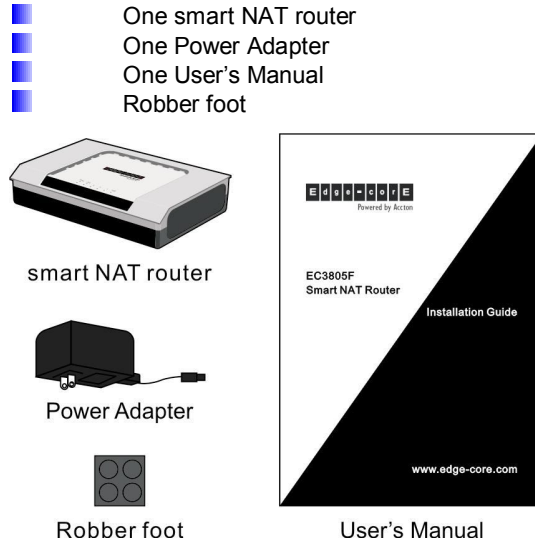 One smart NAT router
One Power Adapter
One User's Manual
Robber foot
smart NAT router
Edge-corE
Powered by Accton
EC3805F
Smart NAT Router
Installation Guide
www.edge-core.com
Power Adapter
Robber foot
User's Manual